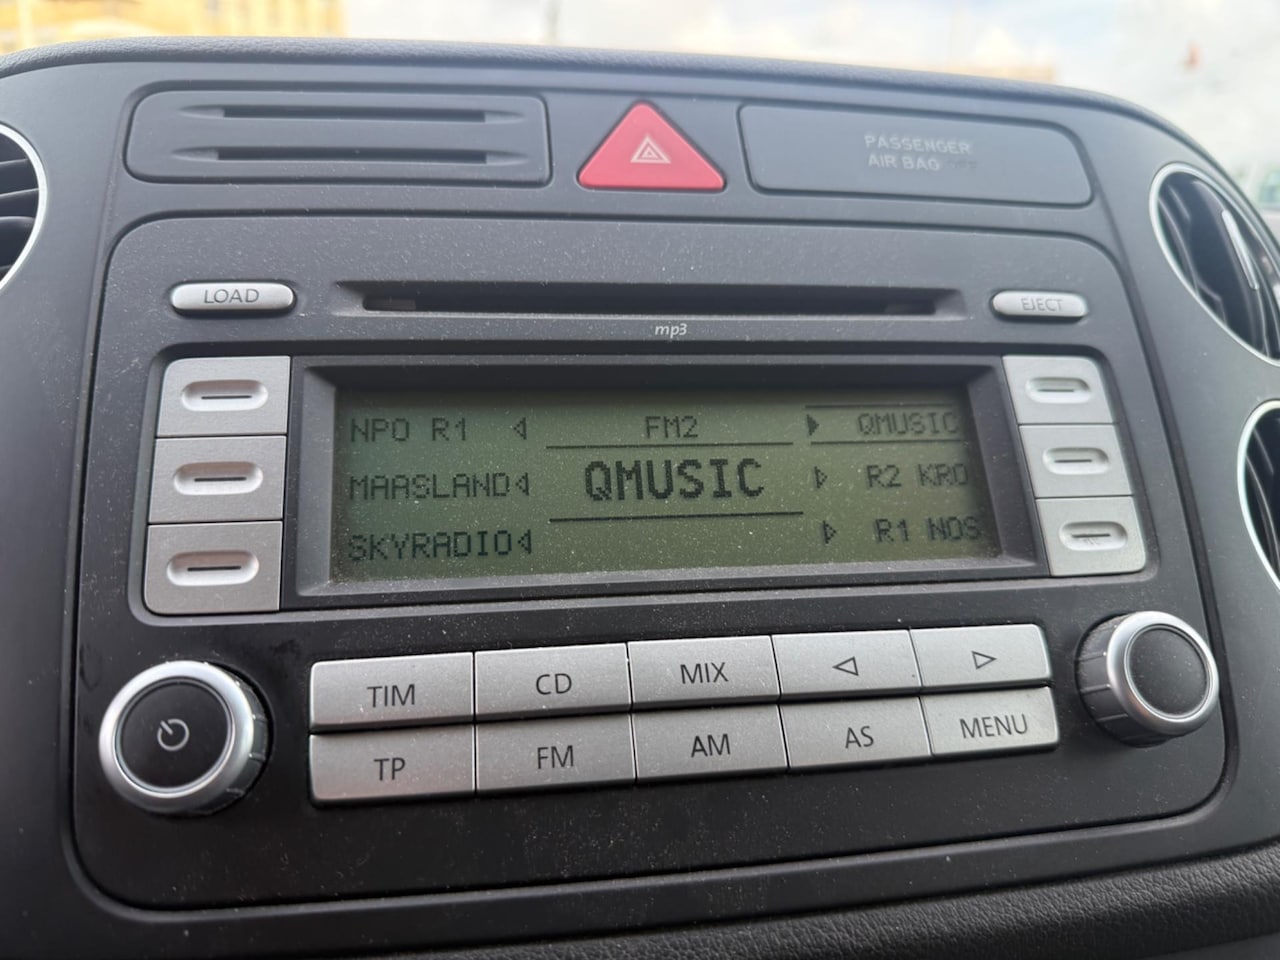 PASSENGER
AIR BAG
LOAD
EJECT
mp3
NPO R1 FM2 QMUSIC
MAASLAND QMUSIC R2 KRO
SKYRADIO R1 NOS
TIM CD MIX
TP FM AM AS MENU